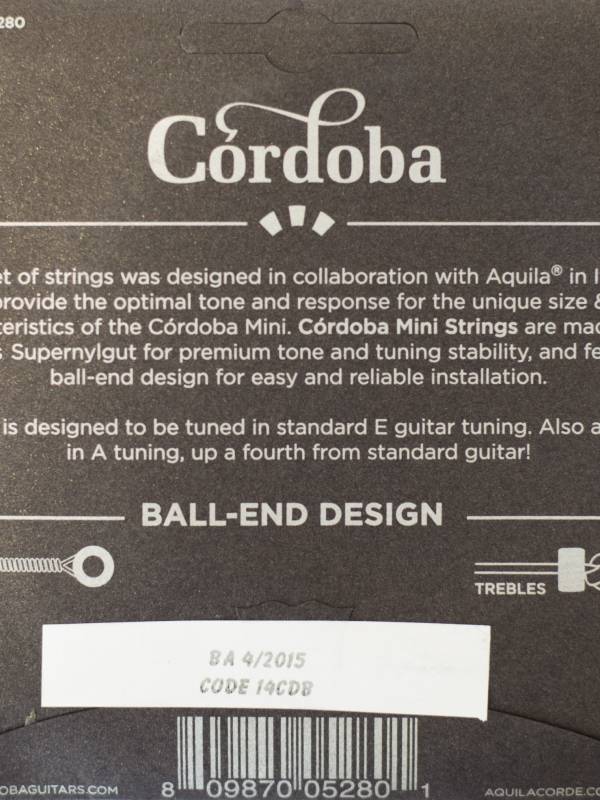 280
Córdoba
et of strings was designed in collaboration with Aquila® in I
provide the optimal tone and response for the unique size &
teristics of the Córdoba Mini. Córdoba Mini Strings are mad
s Supernylgut for premium tone and tuning stability, and fe
ball-end design for easy and reliable installation.
is designed to be tuned in standard E guitar tuning. Also a
in A tuning, up a fourth from standard guitar!
BALL-END DESIGN
TREBLES
BA 4/2015
CODE 14CDB
OBAGUITARS.COM
8 09870 05280 1
AQUILACORDE.CO